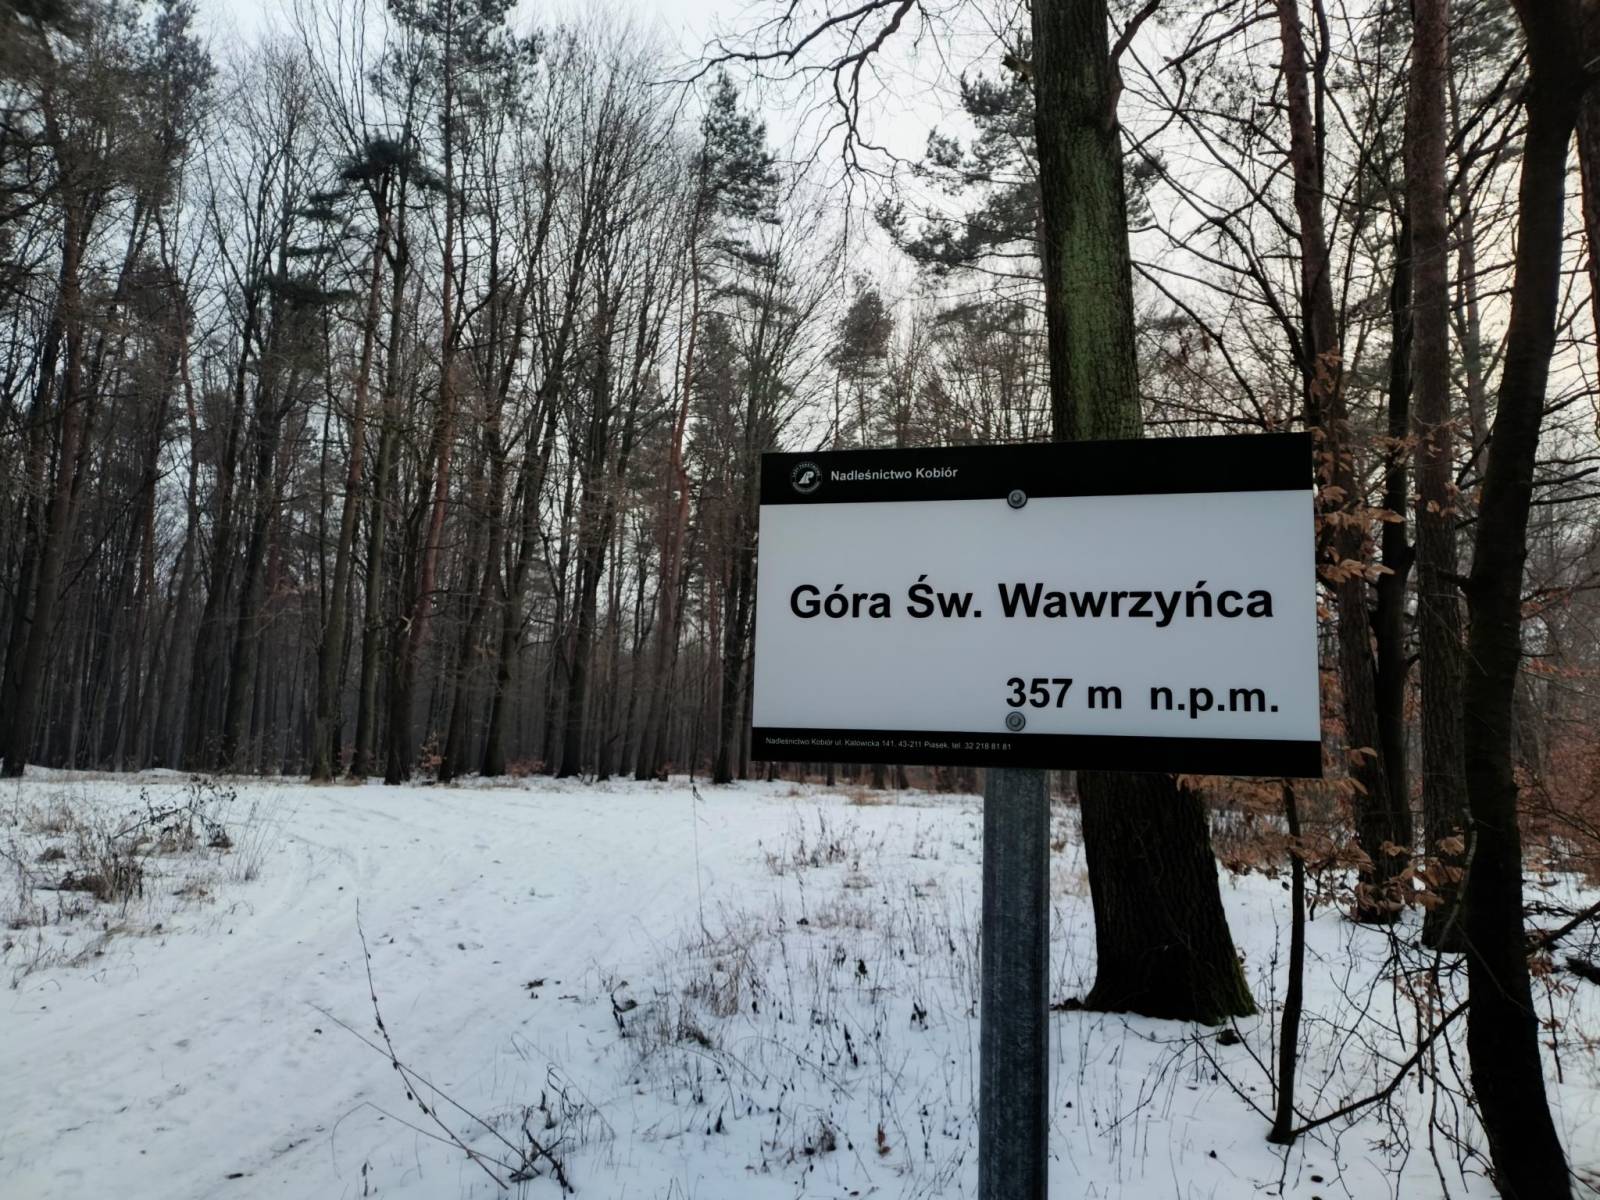 Nadleśnictwo Kobiór
Góra Św. Wawrzyńca
357 m n.p.m.
Nadleśnictwo Kobiór ul. Katowicka 141, 43-211 Piasek, tel. 32 218 81 81